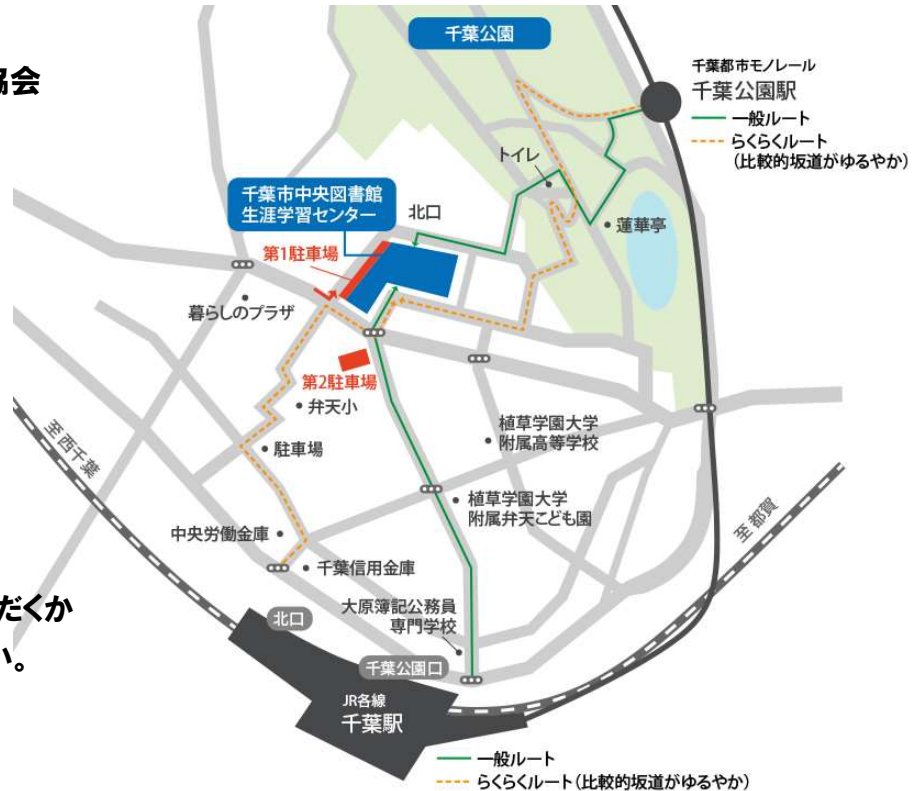 協会
千葉公園
千葉都市モノレール
千葉公園駅
一般ルート
らくらくルート
(比較的坂道がゆるやか)
トイレ
千葉市中央図書館
生涯学習センター
北口
蓮華亭
第1駐車場
暮らしのプラザ
第2駐車場
弁天小
植草学園大学
附属高等学校
至西千葉
駐車場
植草学園大学
附属弁天こども園
至都賀
中央労働金庫
千葉信用金庫
だくか
大原簿記公務員
専門学校
北口
い。
千葉公園口
JR各線
千葉駅
一般ルート
らくらくルート(比較的坂道がゆるやか)